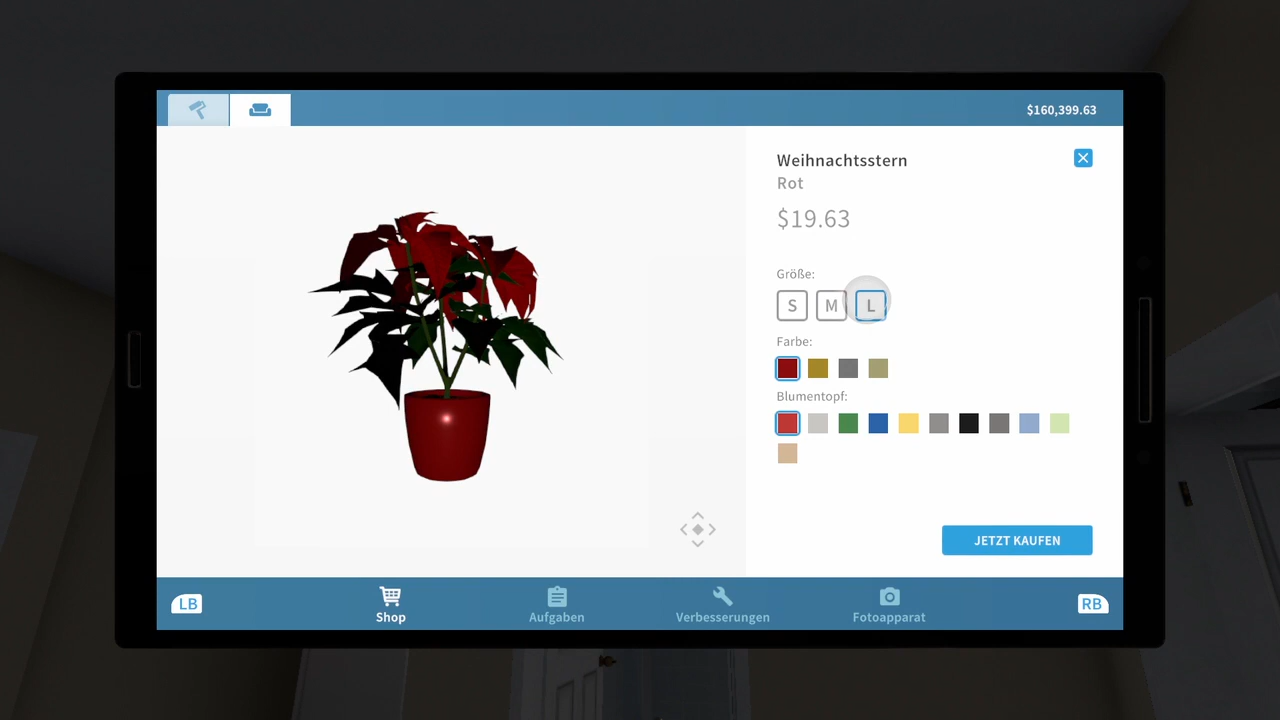 $160,399.63
Weihnachtsstern
Rot
$19.63
Größe:
S M L
Farbe:
Blumentopf:
JETZT KAUFEN
LB Shop Aufgaben Verbesserungen Fotoapparat RB